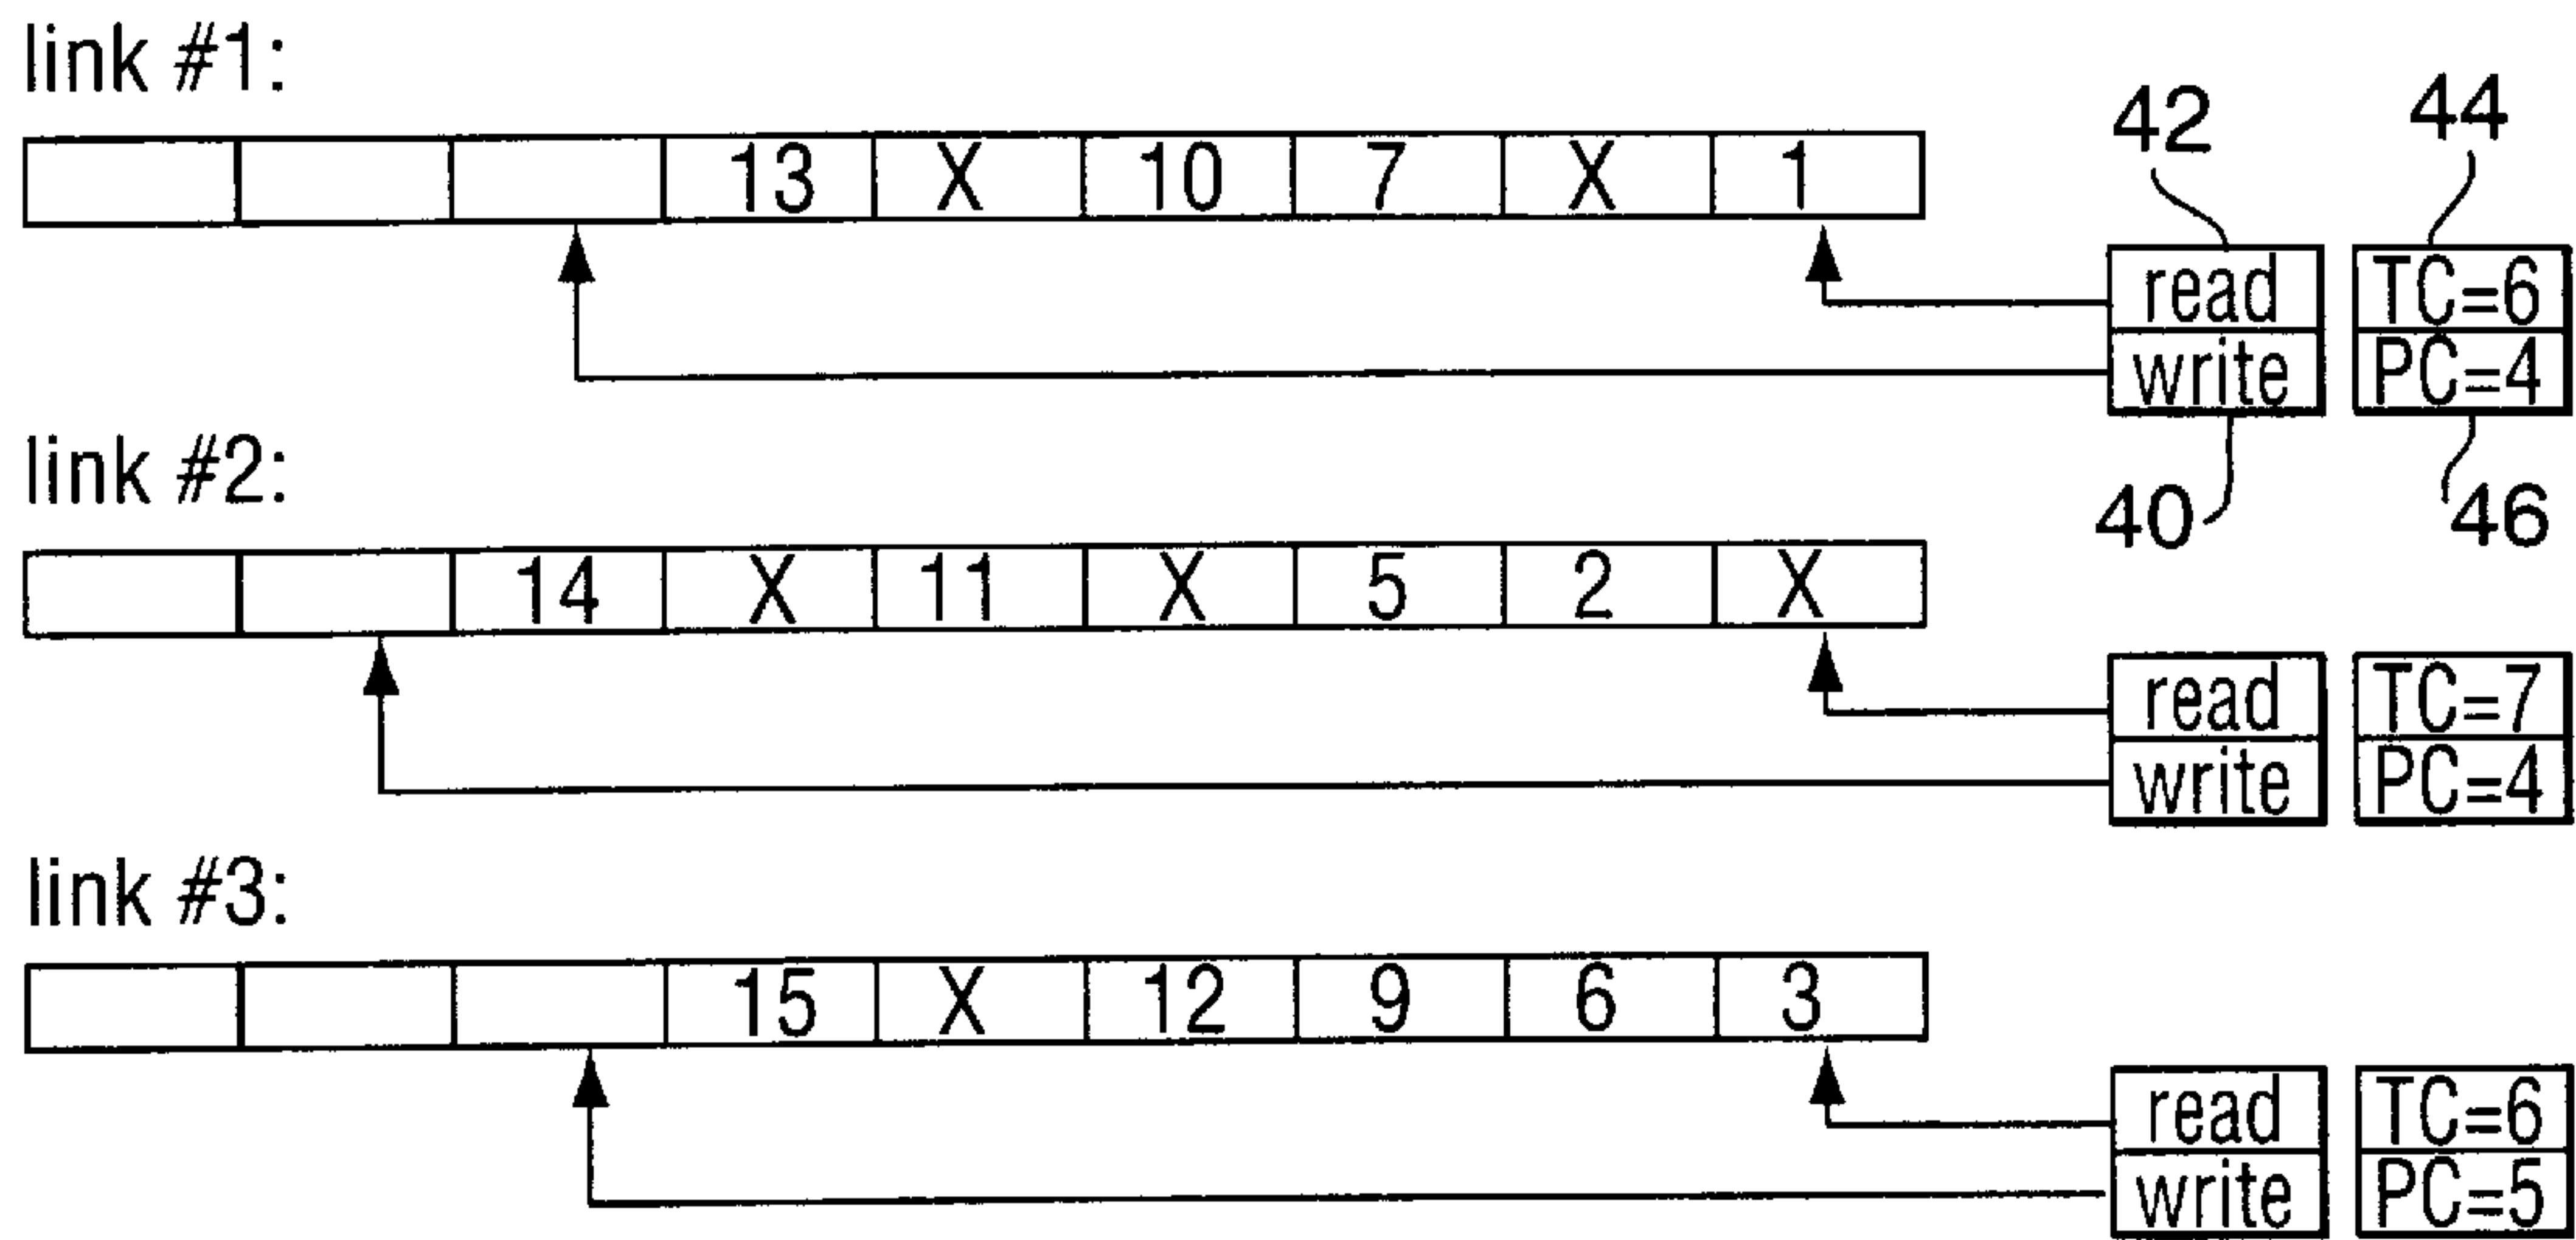 link #1:
42 44
13 X 10 7 X 1
read TC=6
write PC=4
link #2:
40 46
14 X 11 X 5 2 X
read TC=7
write PC=4
link #3:
15 X 12 9 6 3
read TC=6
write PC=5